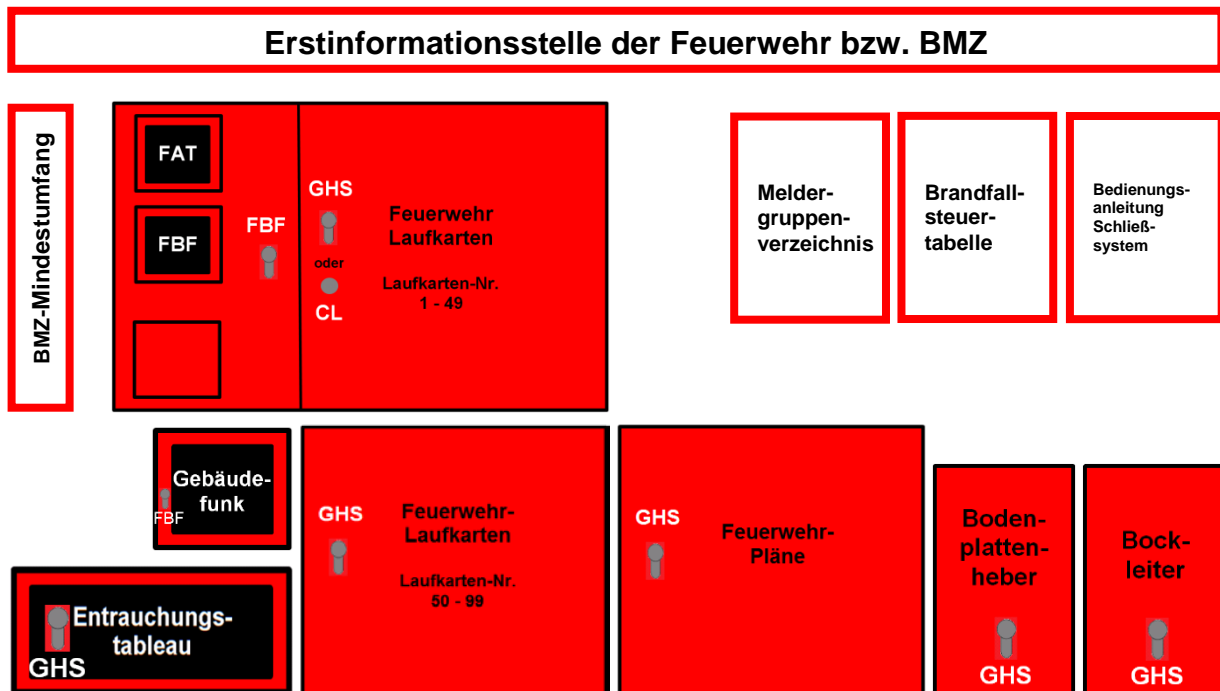 Erstinformationsstelle der Feuerwehr bzw. BMZ
BMZ-Mindestumfang
FAT
FBF
FBF
GHS
oder
CL
Feuerwehr
Laufkarten
Laufkarten-Nr.
1 - 49
Melder-
gruppen-
verzeichnis
Brandfall-
steuer-
tabelle
Bedienungs-
anleitung
Schließ-
system
Gebäude-
funk
FBF
GHS
Feuerwehr-
Laufkarten
Laufkarten-Nr.
50 - 99
GHS
Feuerwehr-
Pläne
Boden-
platten-
heber
GHS
Bock-
leiter
GHS
Entrauchungs-
tableau
GHS